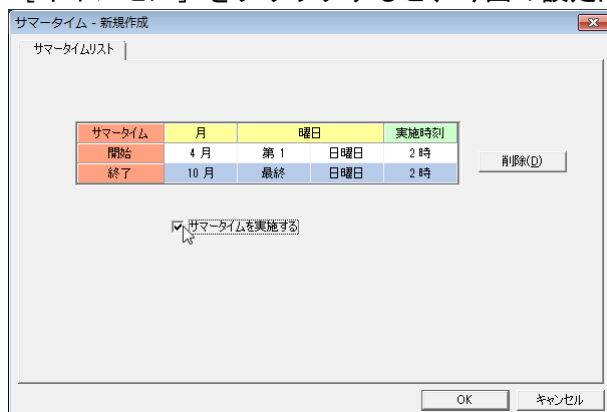 サマータイム - 新規作成
サマータイムリスト
サマータイム 月 曜日 実施時刻
開始 4 月 第 1 日曜日 2 時
終了 10 月 最終 日曜日 2 時
削除(D)
サマータイムを実施する
OK キャンセル